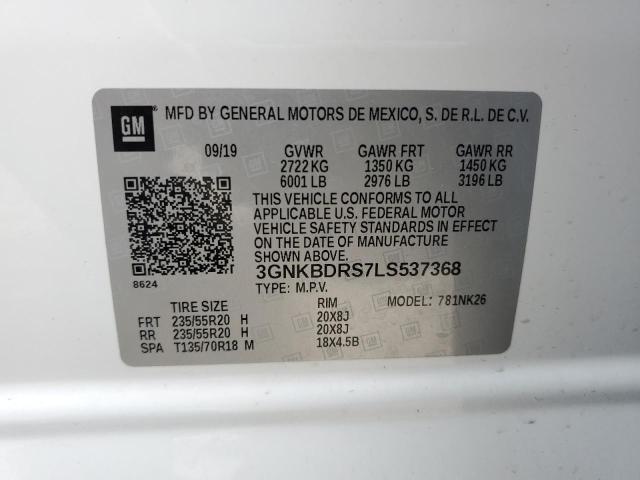 GM ® MFD BY GENERAL MOTORS DE MEXICO, S. DE R.L. DE C.V.
09/19 GVWR GAWR FRT GAWR RR
2722 KG 1350 KG 1450 KG
6001 LB 2976 LB 3196 LB
THIS VEHICLE CONFORMS TO ALL
APPLICABLE U.S. FEDERAL MOTOR
VEHICLE SAFETY STANDARDS IN EFFECT
ON THE DATE OF MANUFACTURE
SHOWN ABOVE.
8624
3GNKBDRS7LS537368
TYPE: M.P.V.
TIRE SIZE RIM MODEL: 781NK26
FRT 235/55R20 H 20X8J
RR 235/55R20 H 20X8J
SPA T135/70R18 M 18X4.5B